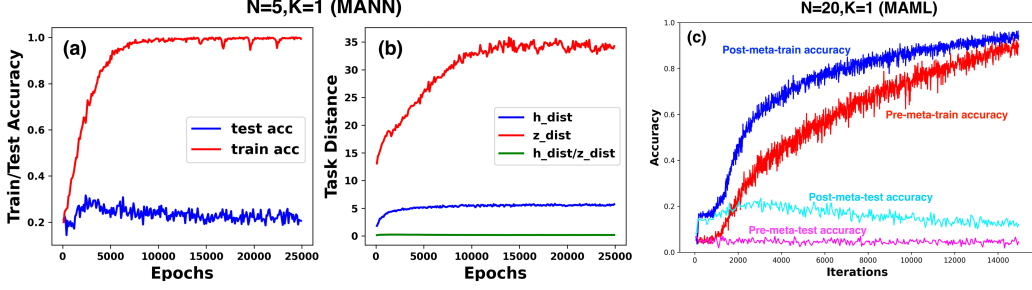 N=5,K=1 (MANN)
N=20,K=1 (MAML)
(a)
Train/Test Accuracy
1.0
0.8
0.6
0.4
0.2
test acc
train acc
0
5000
10000
15000
20000
25000
Epochs
(b)
Task Distance
35
30
25
20
15
10
5
0
h_dist
z_dist
h_dist/z_dist
0
5000
10000
15000
20000
25000
Epochs
(c)
Accuracy
1.0
0.8
0.6
0.4
0.2
0.0
Post-meta-train accuracy
Pre-meta-train accuracy
Post-meta-test accuracy
Pre-meta-test accuracy
0
2000
4000
6000
8000
10000
12000
14000
Iterations